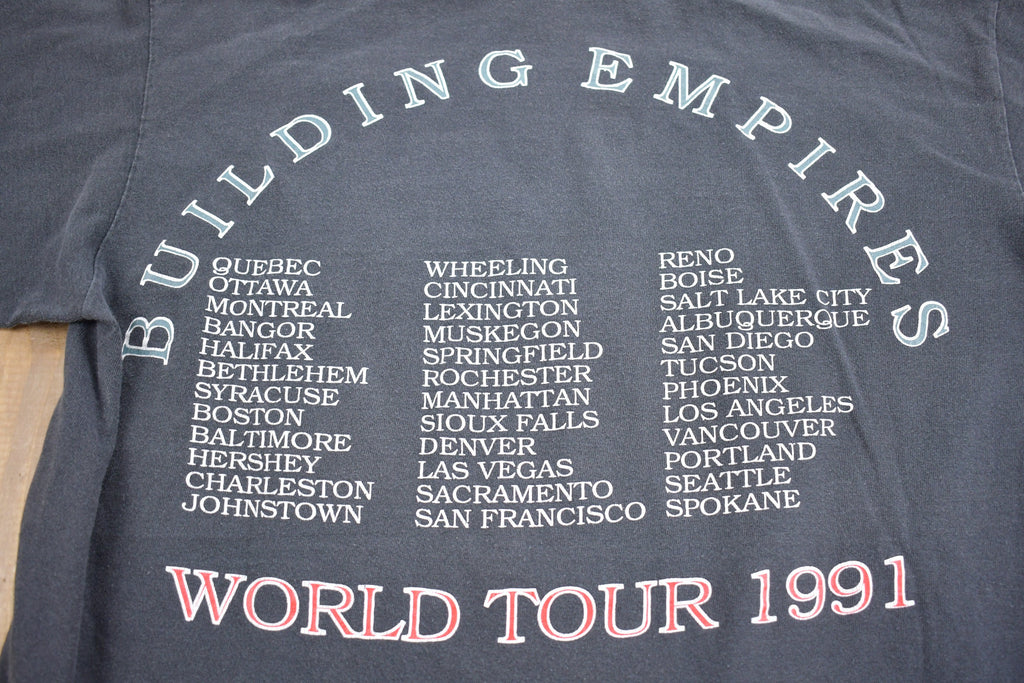 BUILDING EMPIRES
QUEBEC
OTTAWA
MONTREAL
BANGOR
HALIFAX
BETHLEHEM
SYRACUSE
BOSTON
BALTIMORE
HERSHEY
CHARLESTON
JOHNSTOWN
WHEELING
CINCINNATI
LEXINGTON
MUSKEGON
SPRINGFIELD
ROCHESTER
MANHATTAN
SIOUX FALLS
DENVER
LAS VEGAS
SACRAMENTO
SAN FRANCISCO
RENO
BOISE
SALT LAKE CITY
ALBUQUERQUE
SAN DIEGO
TUCSON
PHOENIX
LOS ANGELES
VANCOUVER
PORTLAND
SEATTLE
SPOKANE
WORLD TOUR 1991